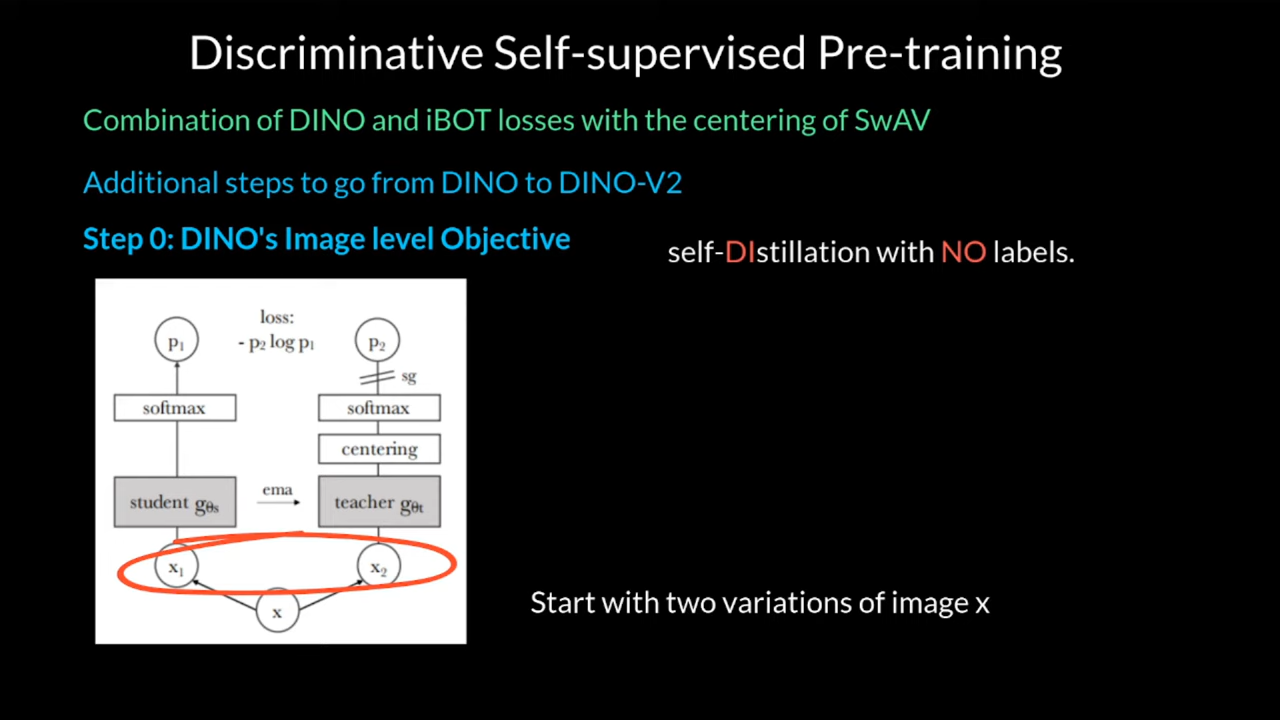 Discriminative Self-supervised Pre-training
Combination of DINO and iBOT losses with the centering of SwAV
Additional steps to go from DINO to DINO-V2
Step 0: DINO's Image level Objective
self-DIstillation with NO labels.
loss:
- p₂ log p₁
p₁
p₂
sg
softmax
softmax
centering
student gθs
ema
teacher gθt
x₁
x₂
x
Start with two variations of image x